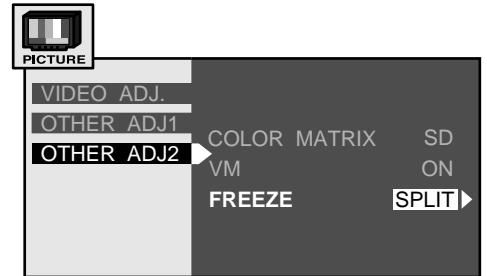 PICTURE
VIDEO ADJ.
OTHER ADJ1
OTHER ADJ2
COLOR MATRIX SD
VM ON
FREEZE SPLIT